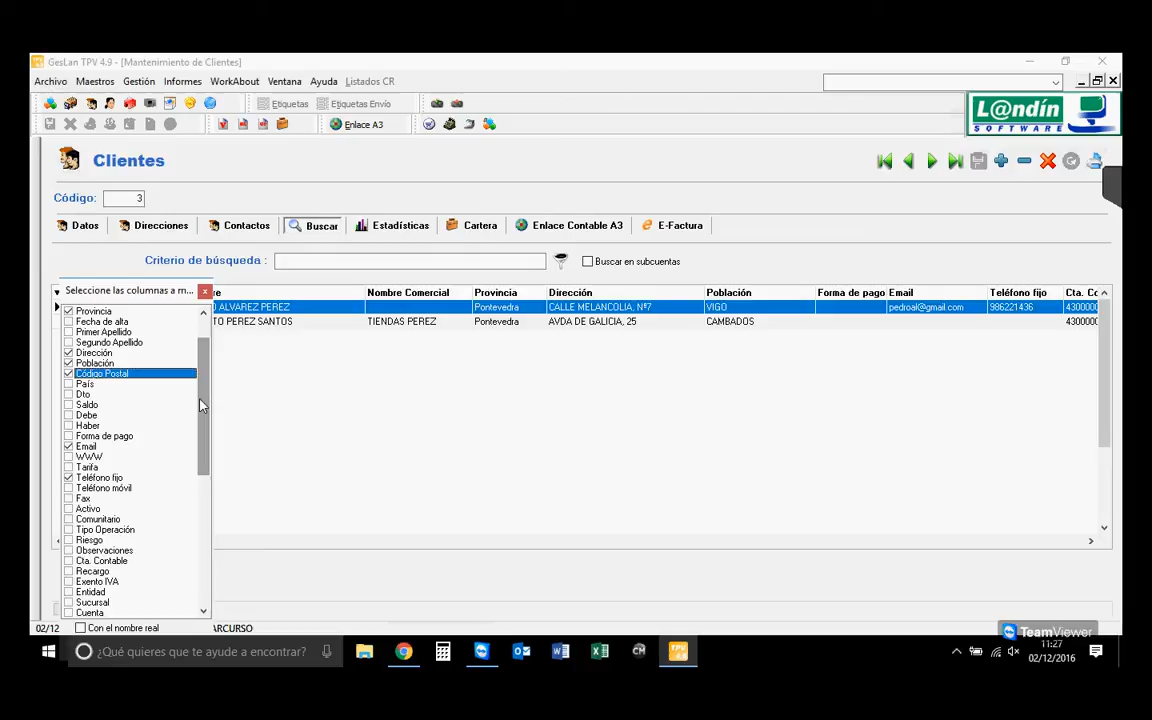 GesLan TPV 4.9 - [Mantenimiento de Clientes]
Archivo Maestros Gestión Informes WorkAbout Ventana Ayuda Listados CR
Etiquetas Etiquetas Envío
Enlace A3
L@ndín
SOFTWARE
Clientes
Código: 3
Datos Direcciones Contactos Buscar Estadísticas Cartera Enlace Contable A3 E-Factura
Criterio de búsqueda : Buscar en subcuentas
Seleccione las columnas a m...
Nombre Comercial Provincia Dirección Población Forma de pago Email Teléfono fijo Cta. Co
ALVAREZ PEREZ Pontevedra CALLE MELANCOLIA, Nº7 VIGO pedroal@gmail.com 986221436 4300000
TO PEREZ SANTOS TIENDAS PEREZ Pontevedra AVDA DE GALICIA, 25 CAMBADOS 4300000
Provincia
Fecha de alta
Primer Apellido
Segundo Apellido
Dirección
Población
Código Postal
País
Dto
Saldo
Debe
Haber
Forma de pago
Email
WWW
Tarifa
Teléfono fijo
Teléfono móvil
Fax
Activo
Comunitario
Tipo Operación
Riesgo
Observaciones
Cta. Contable
Recargo
Exento IVA
Entidad
Sucursal
Cuenta
02/12 Con el nombre real ARCURSO
TeamViewer
¿Qué quieres que te ayude a encontrar?
TPV
4.9
11:27
02/12/2016